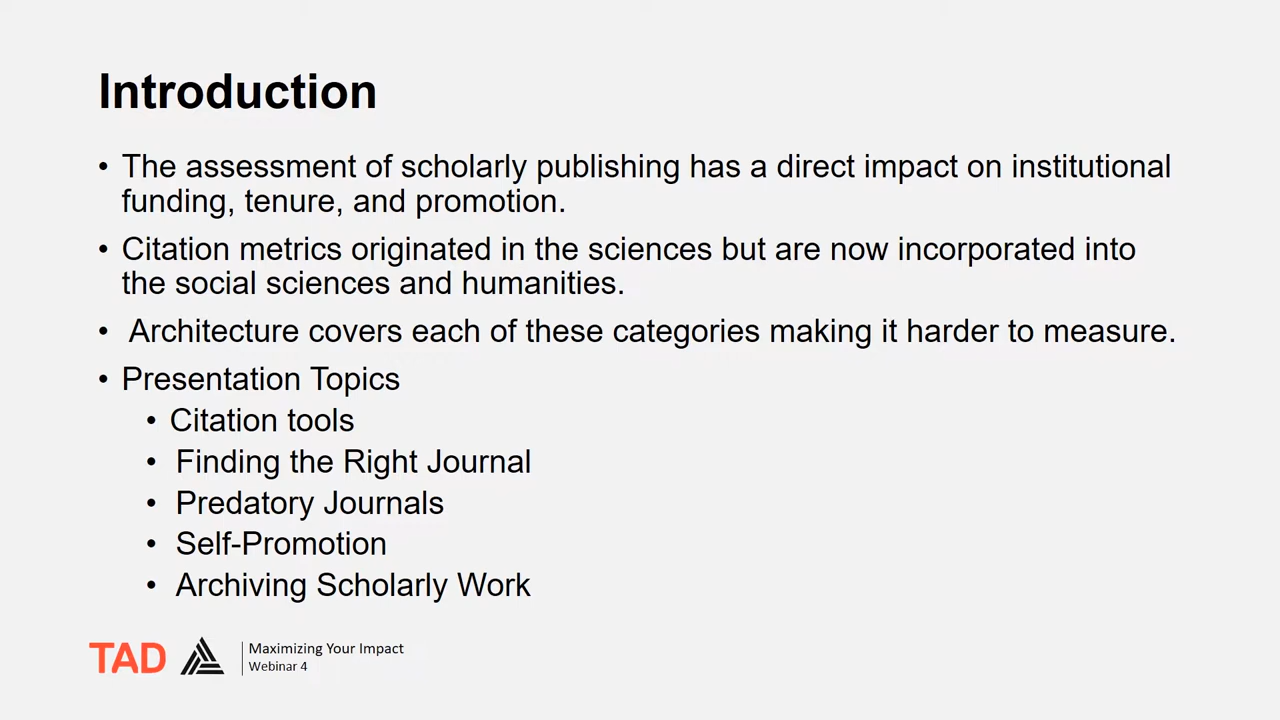 Introduction
• The assessment of scholarly publishing has a direct impact on institutional
funding, tenure, and promotion.
• Citation metrics originated in the sciences but are now incorporated into
the social sciences and humanities.
• Architecture covers each of these categories making it harder to measure.
• Presentation Topics
• Citation tools
• Finding the Right Journal
• Predatory Journals
• Self-Promotion
• Archiving Scholarly Work
TAD
Maximizing Your Impact
Webinar 4